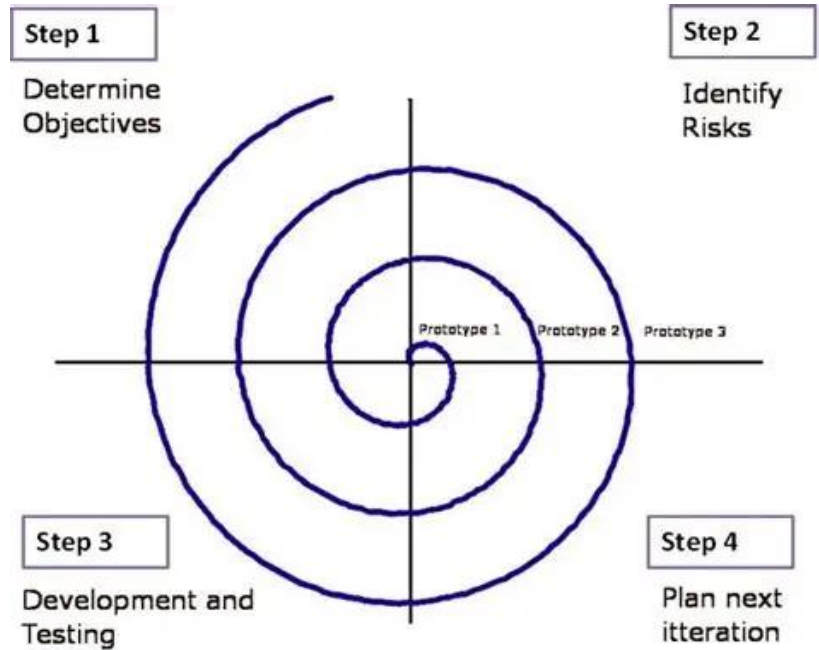 Step 1
Determine
Objectives
Step 2
Identify
Risks
Prototype 1
Prototype 2
Prototype 3
Step 3
Development and
Testing
Step 4
Plan next
itteration